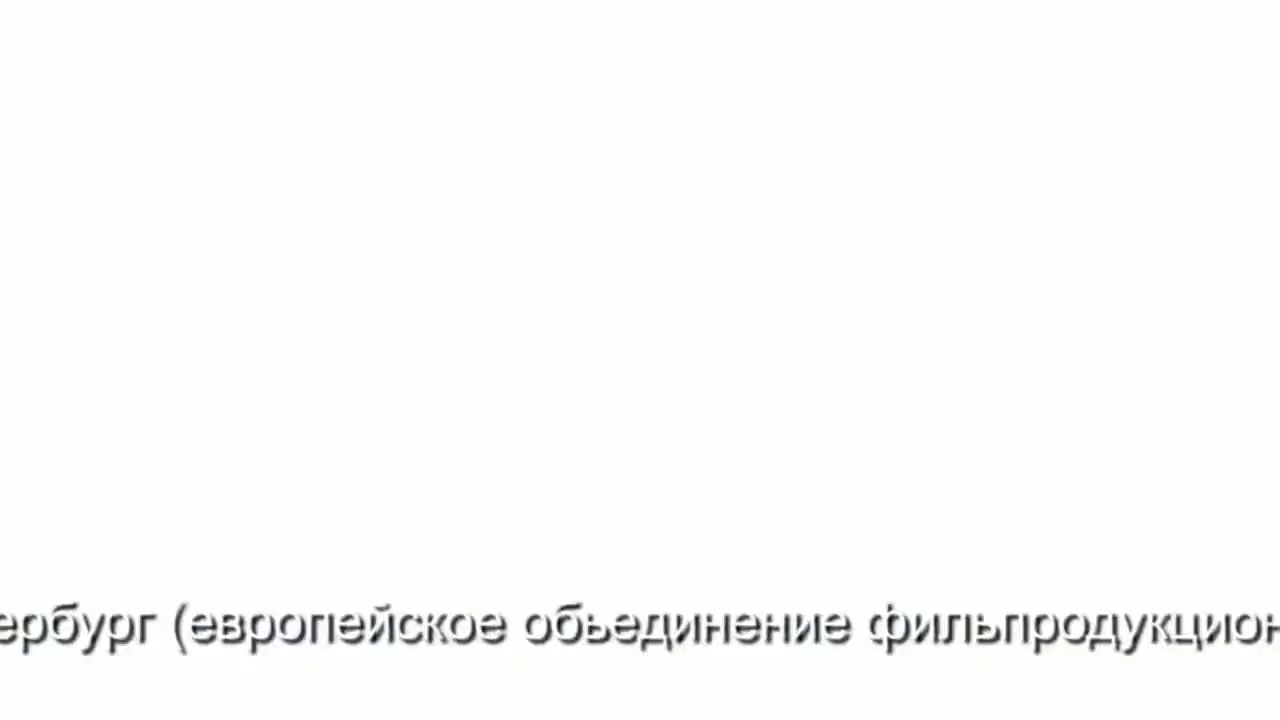 ербург (европейское обьединение фильпродукцион